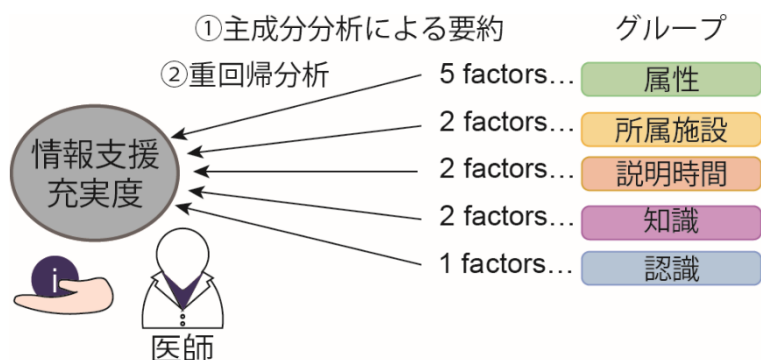 ①主成分分析による要約
グループ
②重回帰分析
5 factors…
属性
2 factors…
所属施設
情報支援
充実度
2 factors…
説明時間
2 factors…
知識
1 factors…
認識
i
医師